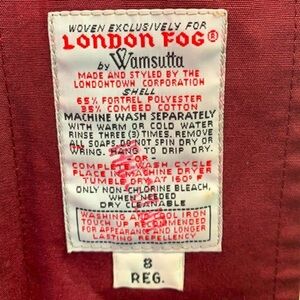 WOVEN EXCLUSIVELY FOR
LONDON FOG®
by Wamsutta
MADE AND STYLED BY THE
LONDONTOWN CORPORATION
SHELL
65% FORTREL POLYESTER
35% COMBED COTTON
MACHINE WASH SEPARATELY
WITH WARM OR COLD WATER
RINSE THREE (3) TIMES. REMOVE
ALL SOAPS. DO NOT SPIN DRY OR
WRING. HANG TO DRIP DRY.
-OR-
COMPLETE WASH CYCLE
PLACE IN MACHINE DRYER
TUMBLE DRY AT 160°F
ONLY NON-CHLORINE BLEACH,
WHEN NEEDED
DRY CLEANABLE
WASHING AND COOL IRON
TOUCH UP RECOMMENDED
FOR APPEARANCE AND LONGER
LASTING REPELLENCY
8
REG.